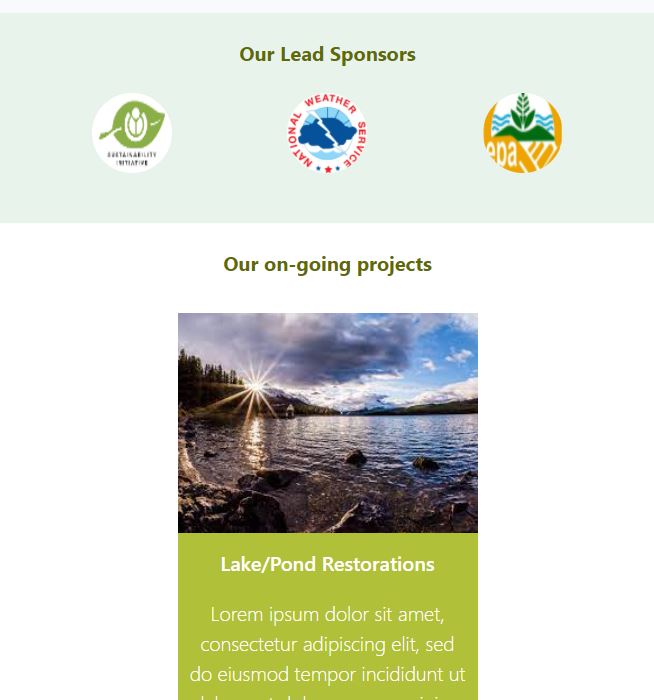 Our Lead Sponsors
SUSTAINABILITY
INITIATIVE
NATIONAL WEATHER SERVICE
epa
Our on-going projects
Lake/Pond Restorations
Lorem ipsum dolor sit amet,
consectetur adipiscing elit, sed
do eiusmod tempor incididunt ut